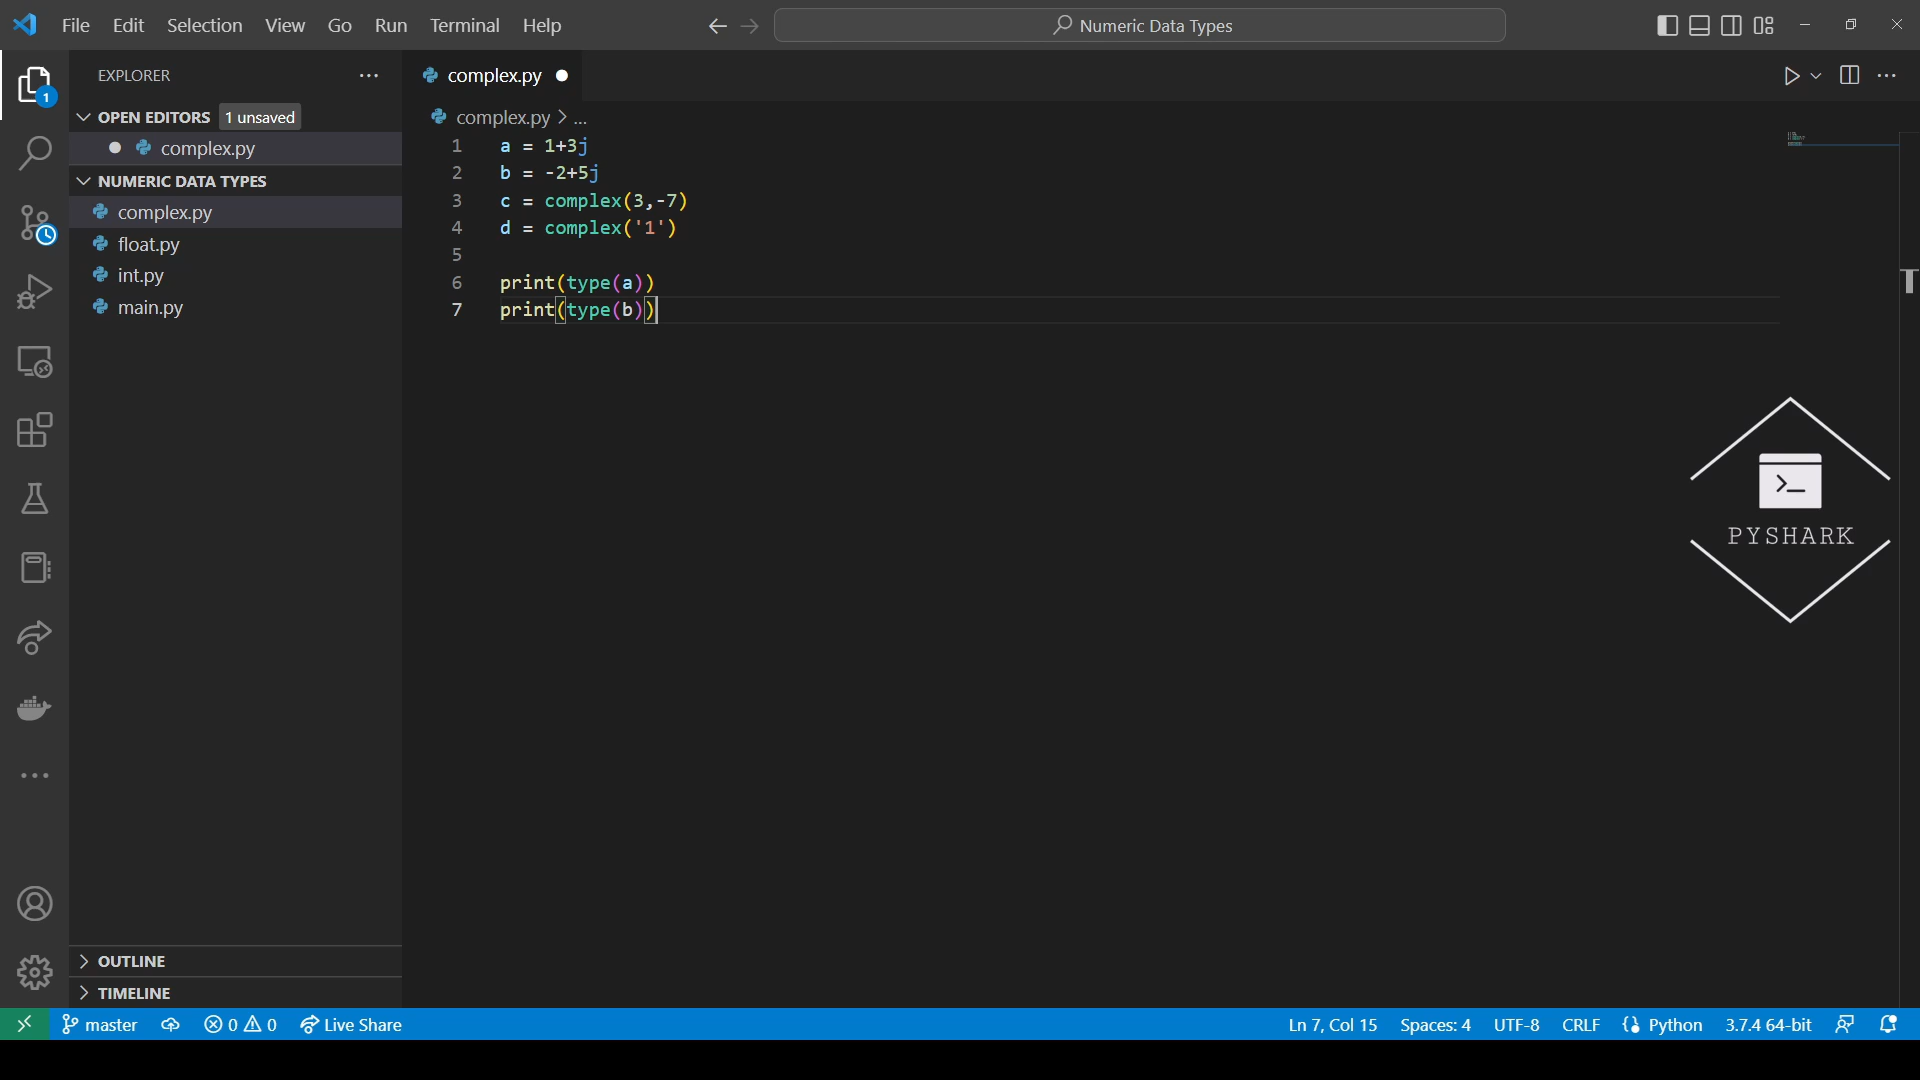 File Edit Selection View Go Run Terminal Help
Numeric Data Types
EXPLORER
1
OPEN EDITORS 1 unsaved
complex.py
NUMERIC DATA TYPES
complex.py
float.py
int.py
main.py
OUTLINE
TIMELINE
complex.py
complex.py > ...
1 a = 1+3j
2 b = -2+5j
3 c = complex(3,-7)
4 d = complex('1')
5
6 print(type(a))
7 print(type(b))
>_
PYSHARK
master 0 0 Live Share Ln 7, Col 15 Spaces: 4 UTF-8 CRLF Python 3.7.4 64-bit